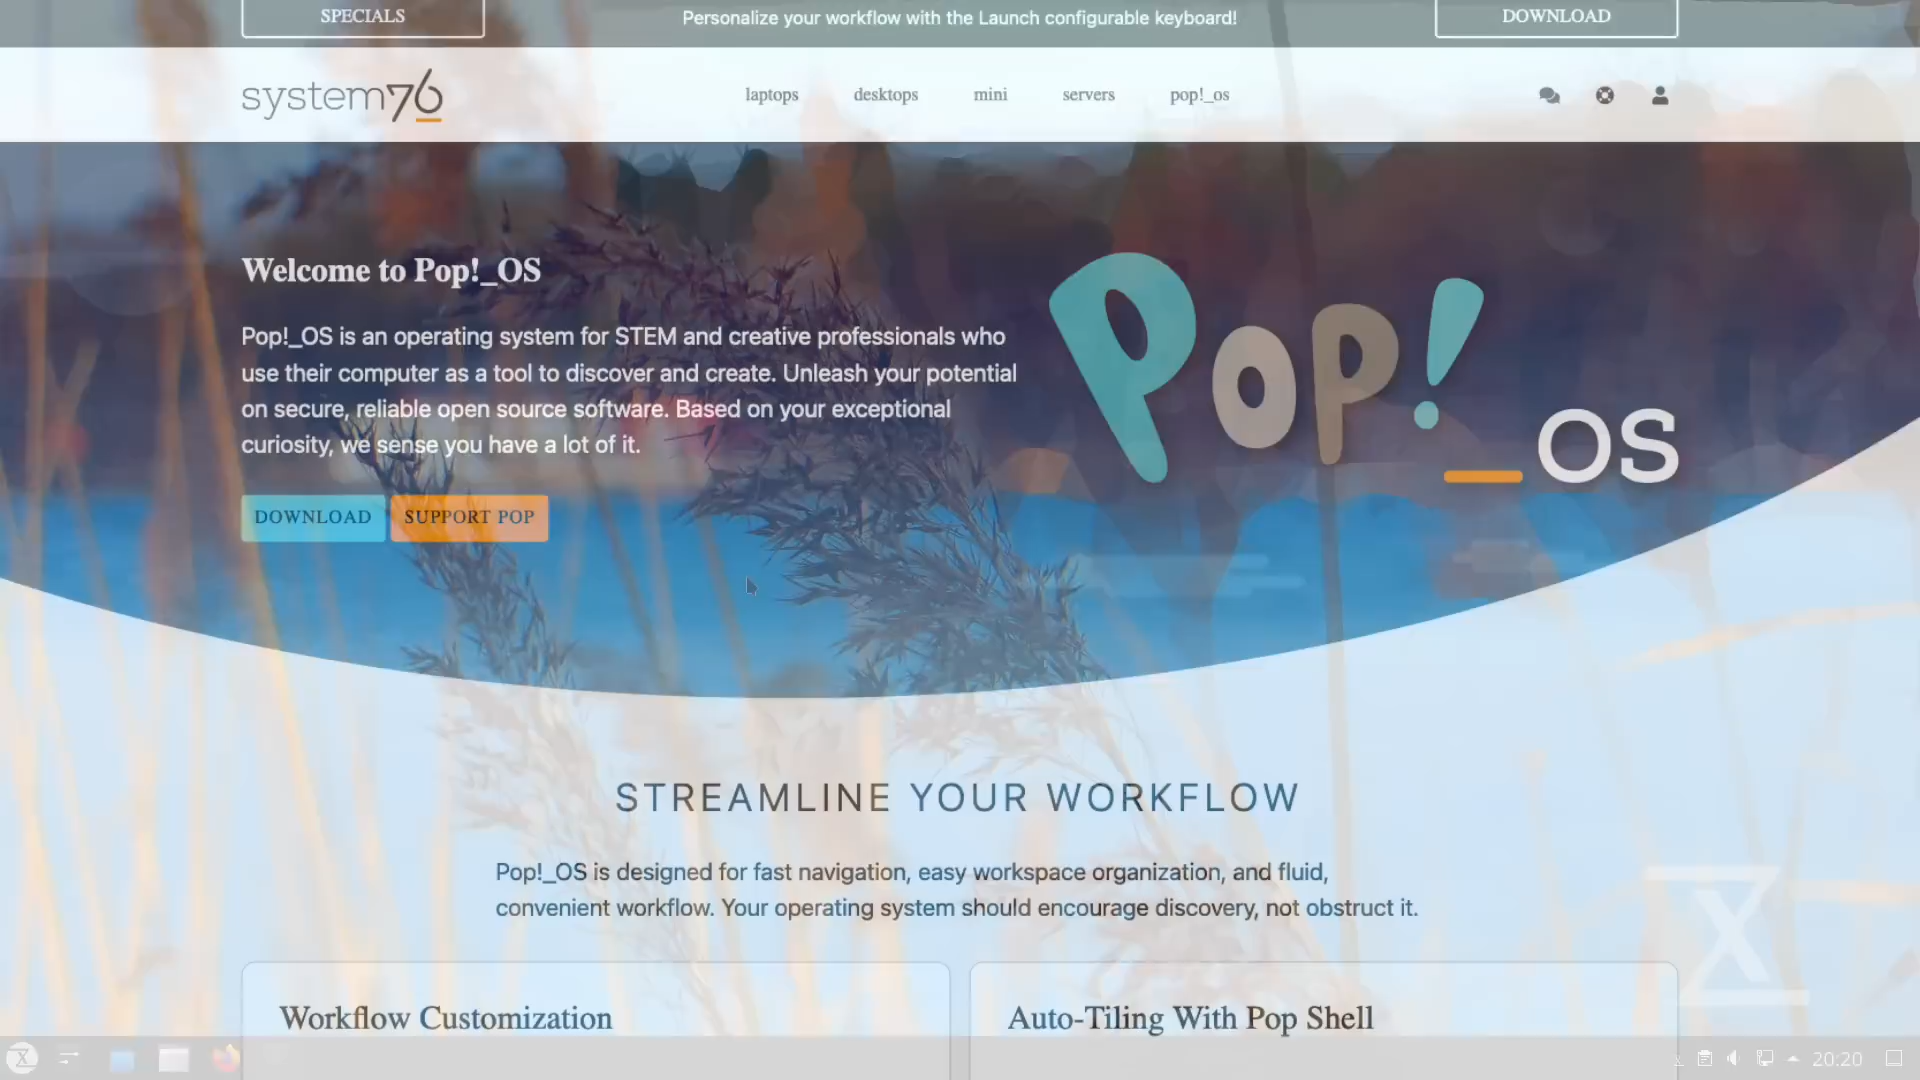 SPECIALS
Personalize your workflow with the Launch configurable keyboard!
DOWNLOAD
system76
laptops
desktops
mini
servers
pop!_os
Welcome to Pop!_OS
Pop!_OS is an operating system for STEM and creative professionals who
use their computer as a tool to discover and create. Unleash your potential
on secure, reliable open source software. Based on your exceptional
curiosity, we sense you have a lot of it.
DOWNLOAD
SUPPORT POP
Pop!_OS
STREAMLINE YOUR WORKFLOW
Pop!_OS is designed for fast navigation, easy workspace organization, and fluid,
convenient workflow. Your operating system should encourage discovery, not obstruct it.
Workflow Customization
Auto-Tiling With Pop Shell
20:20